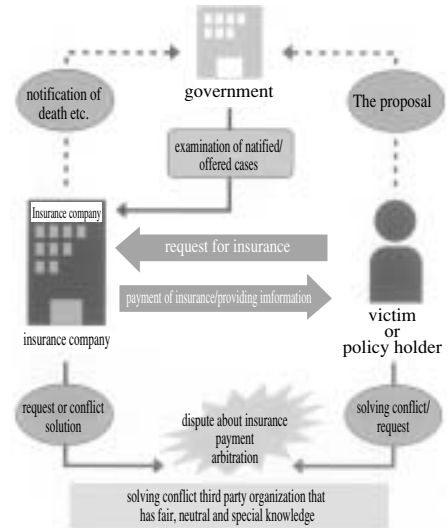 government
notification of
death etc.
The proposal
examination of natified/
offered cases
Insurance company
request for insurance
payment of insurance/providing imformation
insurance company
victim
or
policy holder
request or conflict
solution
dispute about insurance
payment
arbitration
solving conflict/
request
solving conflict third party organization that
has fair, neutral and special knowledge